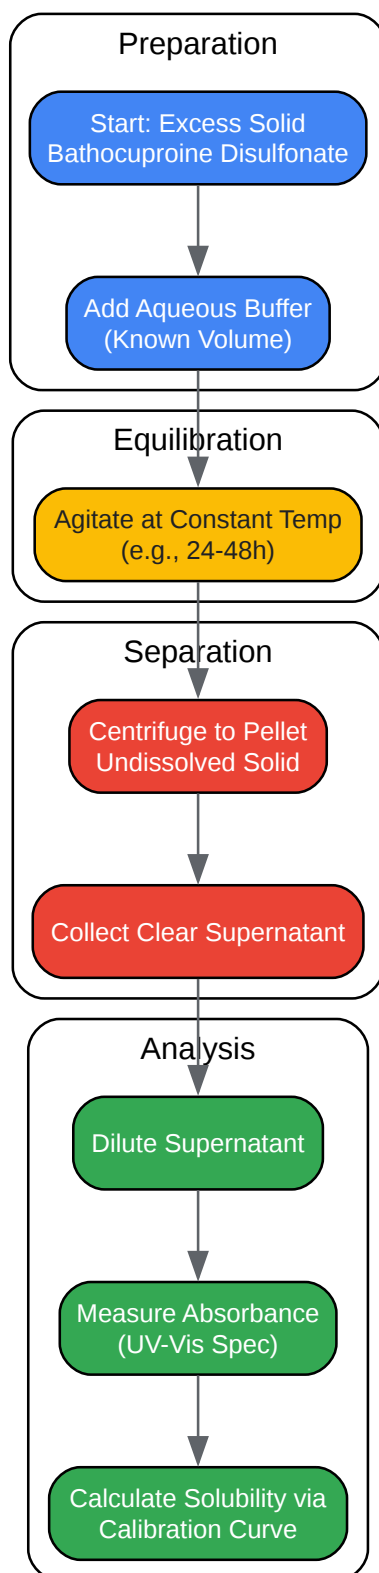 Preparation
Start: Excess Solid
Bathocuproine Disulfonate
Add Aqueous Buffer
(Known Volume)
Equilibration
Agitate at Constant Temp
(e.g., 24-48h)
Separation
Centrifuge to Pellet
Undissolved Solid
Collect Clear Supernatant
Analysis
Dilute Supernatant
Measure Absorbance
(UV-Vis Spec)
Calculate Solubility via
Calibration Curve